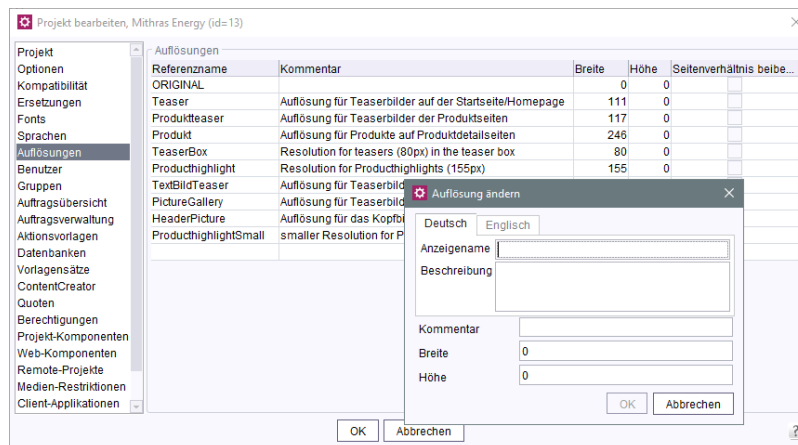 Projekt bearbeiten, Mithras Energy (id=13)
Projekt
Optionen
Kompatibilität
Ersetzungen
Fonts
Sprachen
Auflösungen
Benutzer
Gruppen
Auftragsübersicht
Auftragsverwaltung
Aktionsvorlagen
Datenbanken
Vorlagensätze
ContentCreator
Quoten
Berechtigungen
Projekt-Komponenten
Web-Komponenten
Remote-Projekte
Medien-Restriktionen
Client-Applikationen
Auflösungen
Referenzname Kommentar Breite Höhe Seitenverhältnis beibe...
ORIGINAL 0 0
Teaser Auflösung für Teaserbilder auf der Startseite/Homepage 111 0
Produktteaser Auflösung für Teaserbilder der Produktseiten 117 0
Produkt Auflösung für Produkte auf Produktdetailseiten 246 0
TeaserBox Resolution for teasers (80px) in the teaser box 80 0
Producthighlight Resolution for Producthighlights (155px) 155 0
TextBildTeaser Auflösung für Teaserbild
PictureGallery Auflösung für Teaserbild
HeaderPicture Auflösung für das Kopfbi
ProducthighlightSmall smaller Resolution for P
Auflösung ändern
Deutsch Englisch
Anzeigename
Beschreibung
Kommentar
Breite 0
Höhe 0
OK Abbrechen
OK Abbrechen
?